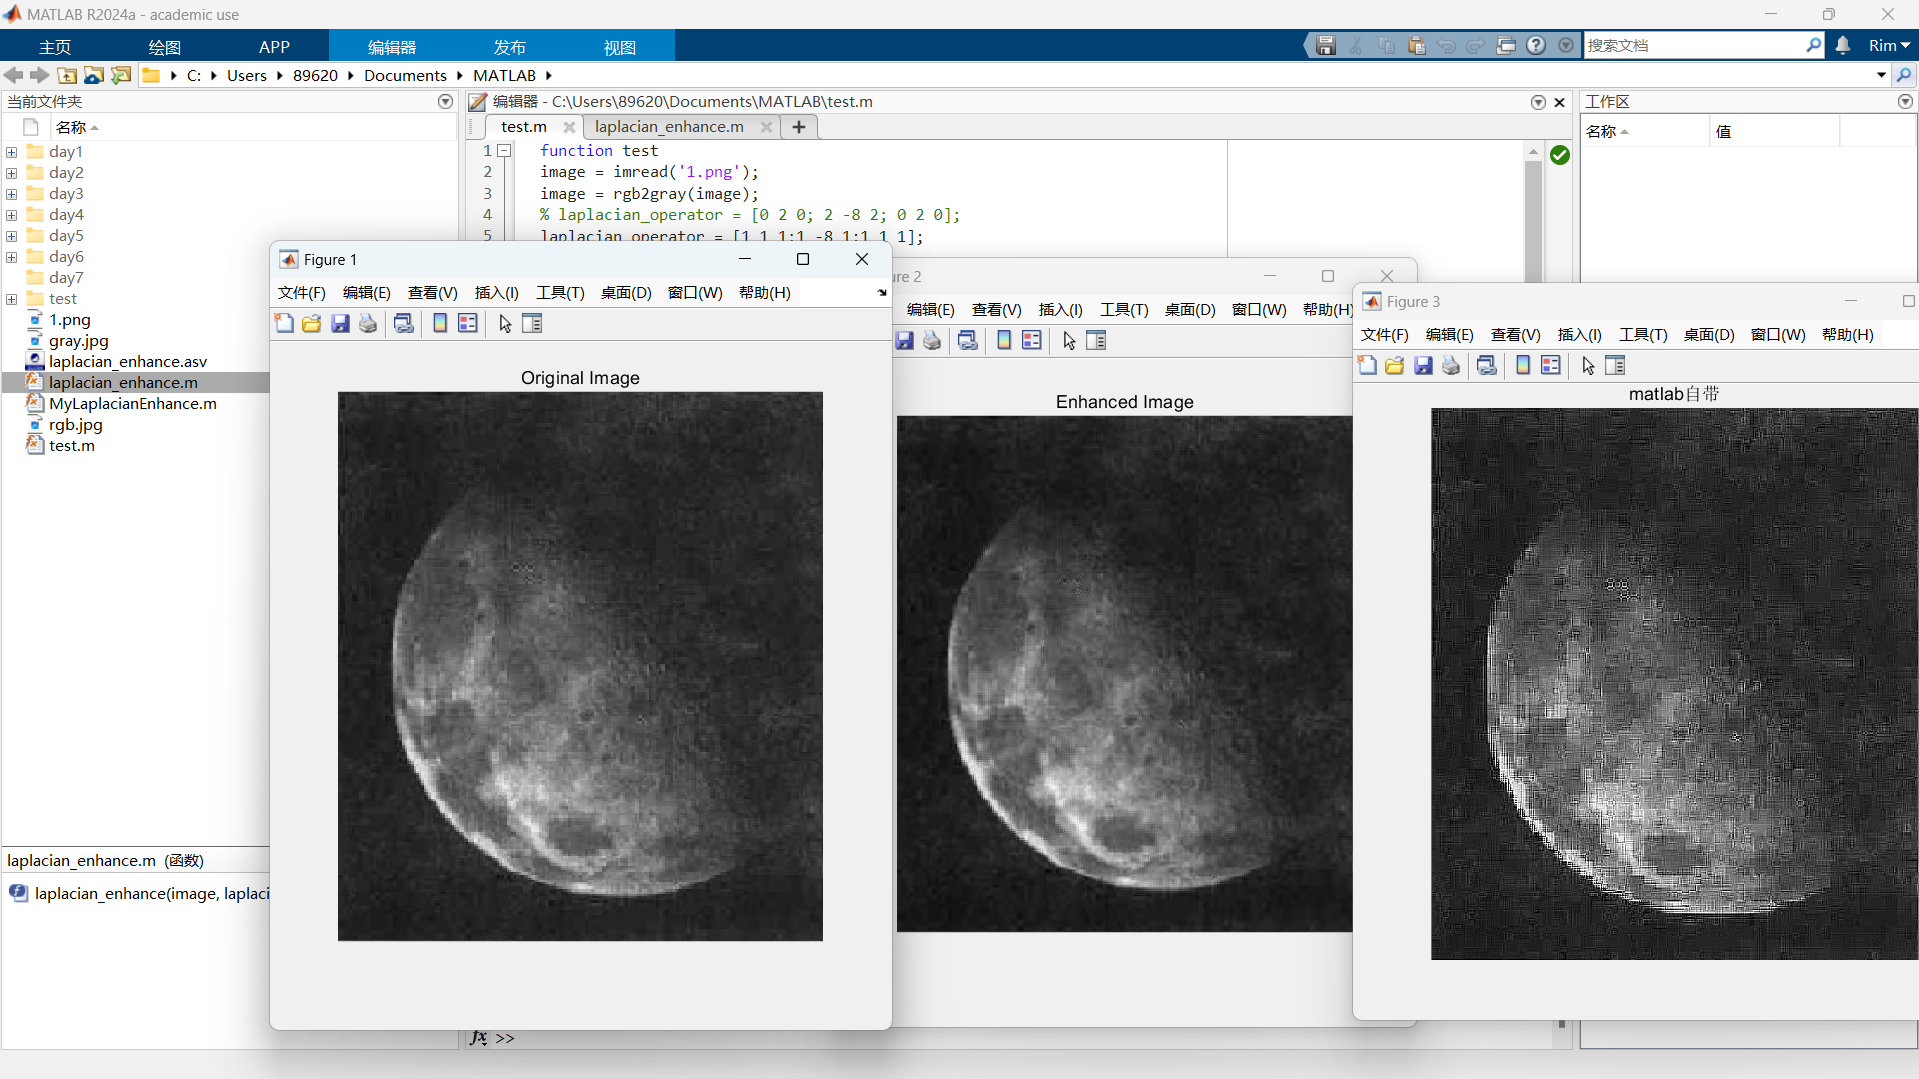 MATLAB R2024a - academic use
主页 绘图 APP 编辑器 发布 视图 搜索文档 Rim
C: Users 89620 Documents MATLAB
当前文件夹
名称
day1
day2
day3
day4
day5
day6
day7
test
1.png
gray.jpg
laplacian_enhance.asv
laplacian_enhance.m
MyLaplacianEnhance.m
rgb.jpg
test.m
laplacian_enhance.m (函数)
laplacian_enhance(image, laplaci
编辑器 - C:\Users\89620\Documents\MATLAB\test.m
test.m laplacian_enhance.m
1 function test
2 image = imread('1.png');
3 image = rgb2gray(image);
4 % laplacian_operator = [0 2 0; 2 -8 2; 0 2 0];
5 laplacian_operator = [1 1 1;1 -8 1;1 1 1];
工作区
名称 值
Figure 1
文件(F) 编辑(E) 查看(V) 插入(I) 工具(T) 桌面(D) 窗口(W) 帮助(H)
Original Image
ure 2
编辑(E) 查看(V) 插入(I) 工具(T) 桌面(D) 窗口(W) 帮助(H)
Enhanced Image
Figure 3
文件(F) 编辑(E) 查看(V) 插入(I) 工具(T) 桌面(D) 窗口(W) 帮助(H)
matlab自带
fx >>